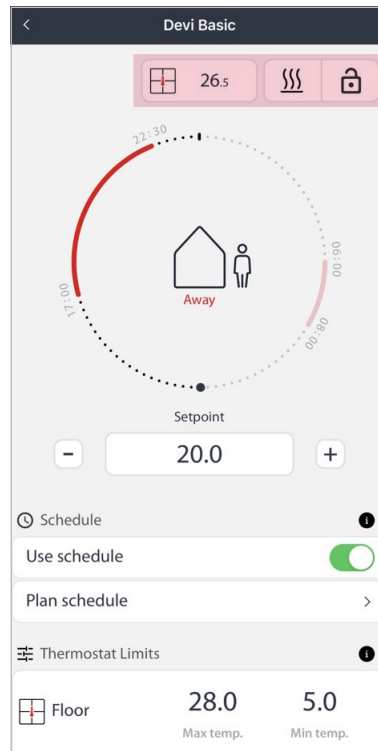 Devi Basic
26.5
22:30
06:00
17:00
08:00
Away
Setpoint
- 20.0 +
Schedule i
Use schedule
Plan schedule >
Thermostat Limits i
Floor 28.0 5.0
Max temp. Min temp.